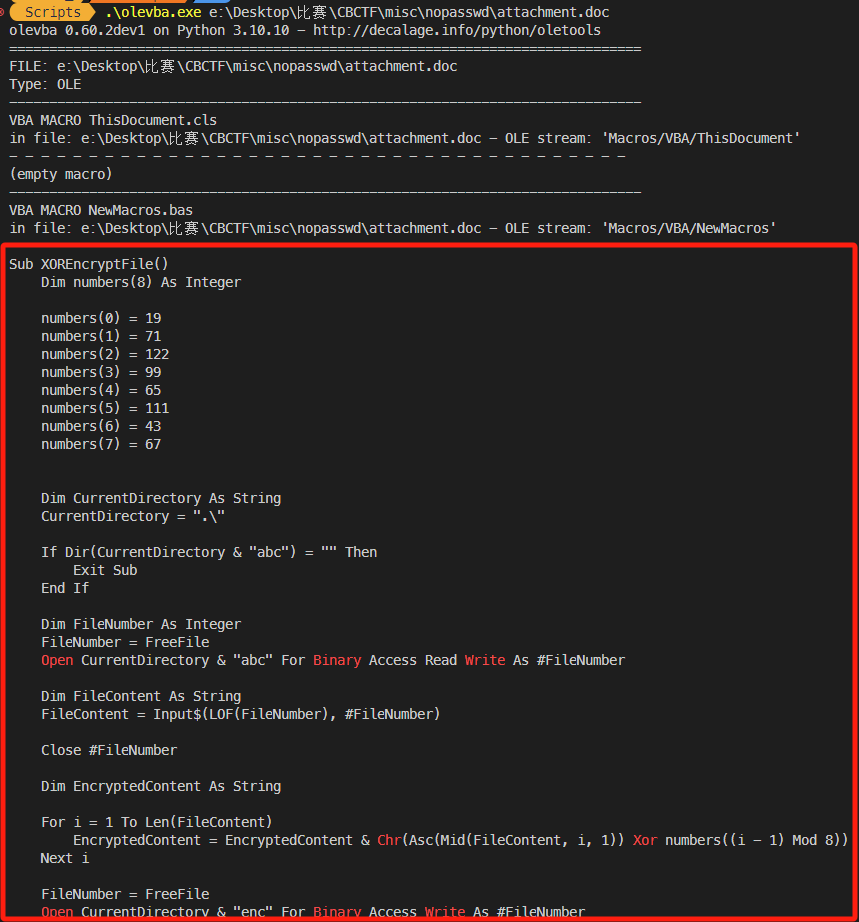 Scripts .\olevba.exe e:\Desktop\比赛\CBCTF\misc\nopasswd\attachment.doc
olevba 0.60.2dev1 on Python 3.10.10 - http://decalage.info/python/oletools
===============================================================================
FILE: e:\Desktop\比赛\CBCTF\misc\nopasswd\attachment.doc
Type: OLE
-------------------------------------------------------------------------------
VBA MACRO ThisDocument.cls
in file: e:\Desktop\比赛\CBCTF\misc\nopasswd\attachment.doc - OLE stream: 'Macros/VBA/ThisDocument'
- - - - - - - - - - - - - - - - - - - - - - - - - - - - - - - - - - - - - - -
(empty macro)
-------------------------------------------------------------------------------
VBA MACRO NewMacros.bas
in file: e:\Desktop\比赛\CBCTF\misc\nopasswd\attachment.doc - OLE stream: 'Macros/VBA/NewMacros'
Sub XOREncryptFile()
Dim numbers(8) As Integer
numbers(0) = 19
numbers(1) = 71
numbers(2) = 122
numbers(3) = 99
numbers(4) = 65
numbers(5) = 111
numbers(6) = 43
numbers(7) = 67
Dim CurrentDirectory As String
CurrentDirectory = ".\"
If Dir(CurrentDirectory & "abc") = "" Then
Exit Sub
End If
Dim FileNumber As Integer
FileNumber = FreeFile
Open CurrentDirectory & "abc" For Binary Access Read Write As #FileNumber
Dim FileContent As String
FileContent = Input$(LOF(FileNumber), #FileNumber)
Close #FileNumber
Dim EncryptedContent As String
For i = 1 To Len(FileContent)
EncryptedContent = EncryptedContent & Chr(Asc(Mid(FileContent, i, 1)) Xor numbers((i - 1) Mod 8))
Next i
FileNumber = FreeFile
Open CurrentDirectory & "enc" For Binary Access Write As #FileNumber